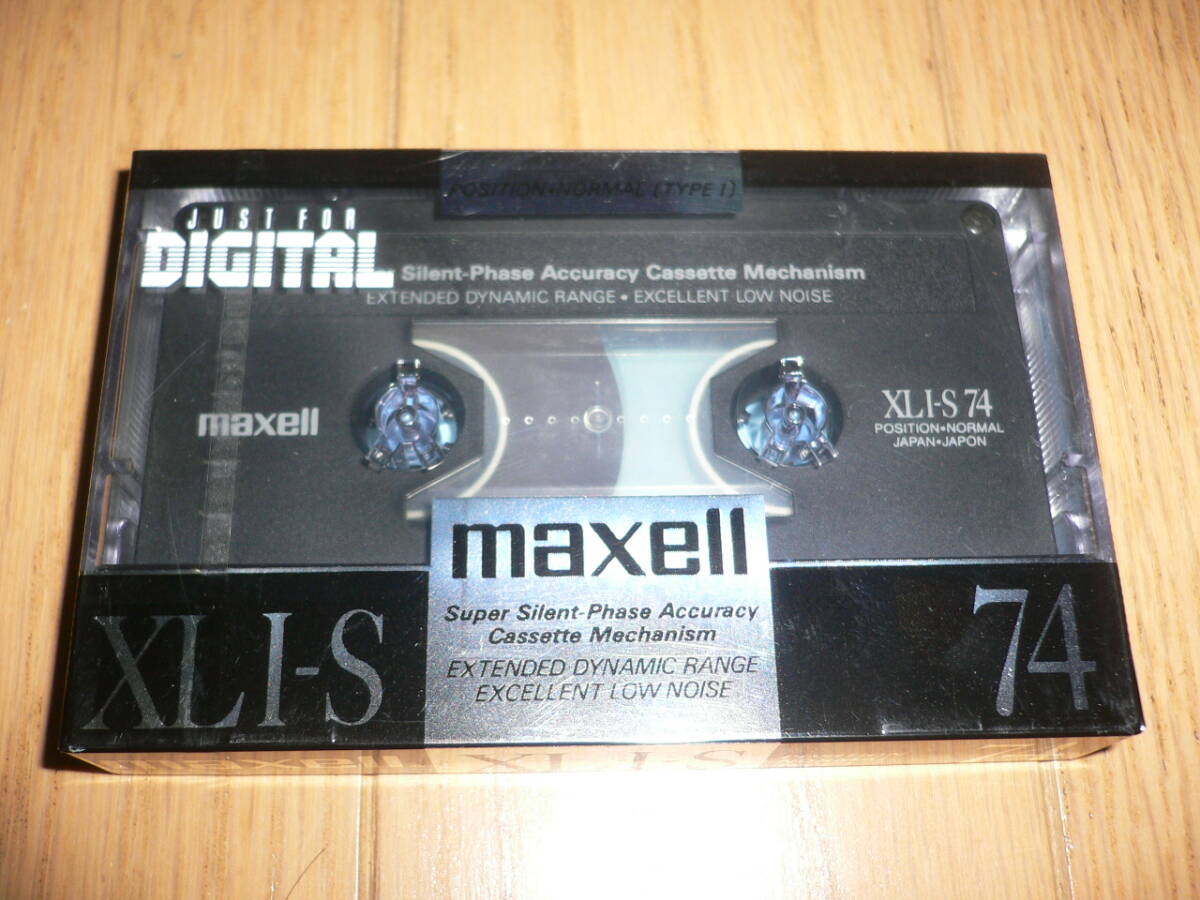 POSITION•NORMAL (TYPE I)
JUST FOR
DIGITAL
Silent-Phase Accuracy Cassette Mechanism
EXTENDED DYNAMIC RANGE • EXCELLENT LOW NOISE
maxell
XLI-S 74
POSITION•NORMAL
JAPAN•JAPON
maxell
Super Silent-Phase Accuracy
Cassette Mechanism
EXTENDED DYNAMIC RANGE
EXCELLENT LOW NOISE
XLI-S
74
maxell XLI-S